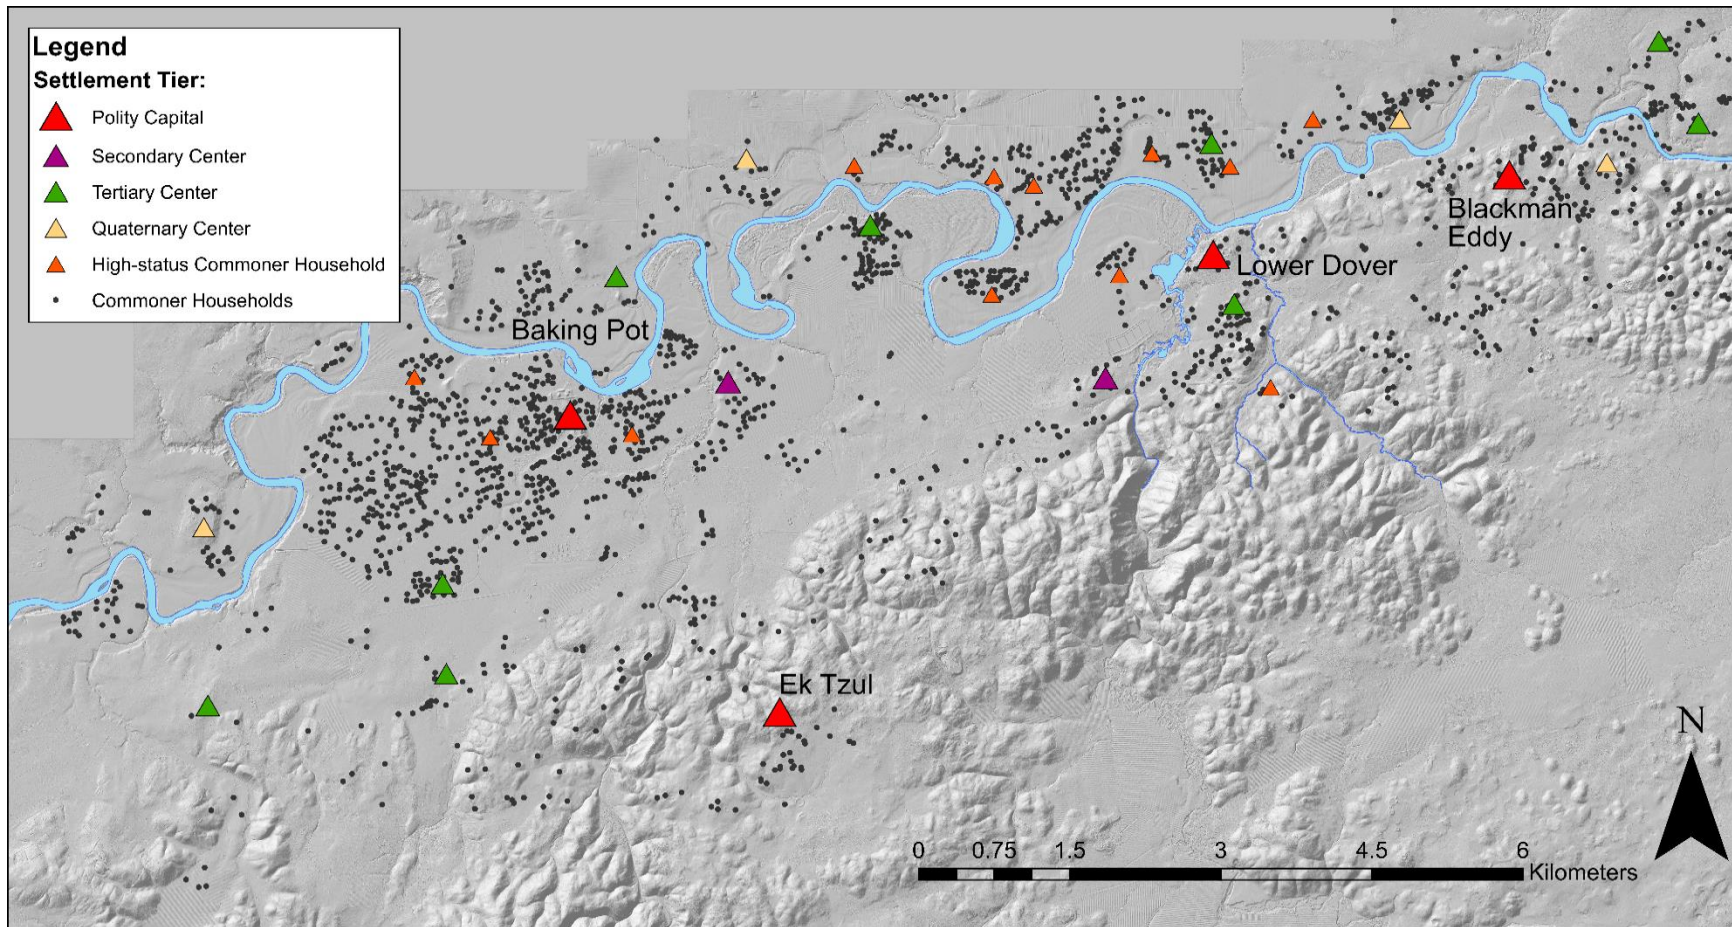 Legend
Settlement Tier:
Polity Capital
Secondary Center
Tertiary Center
Quaternary Center
High-status Commoner Household
Commoner Households
Blackman
Eddy
Lower Dover
Baking Pot
Ek Tzul
N
0 0.75 1.5 3 4.5 6
Kilometers